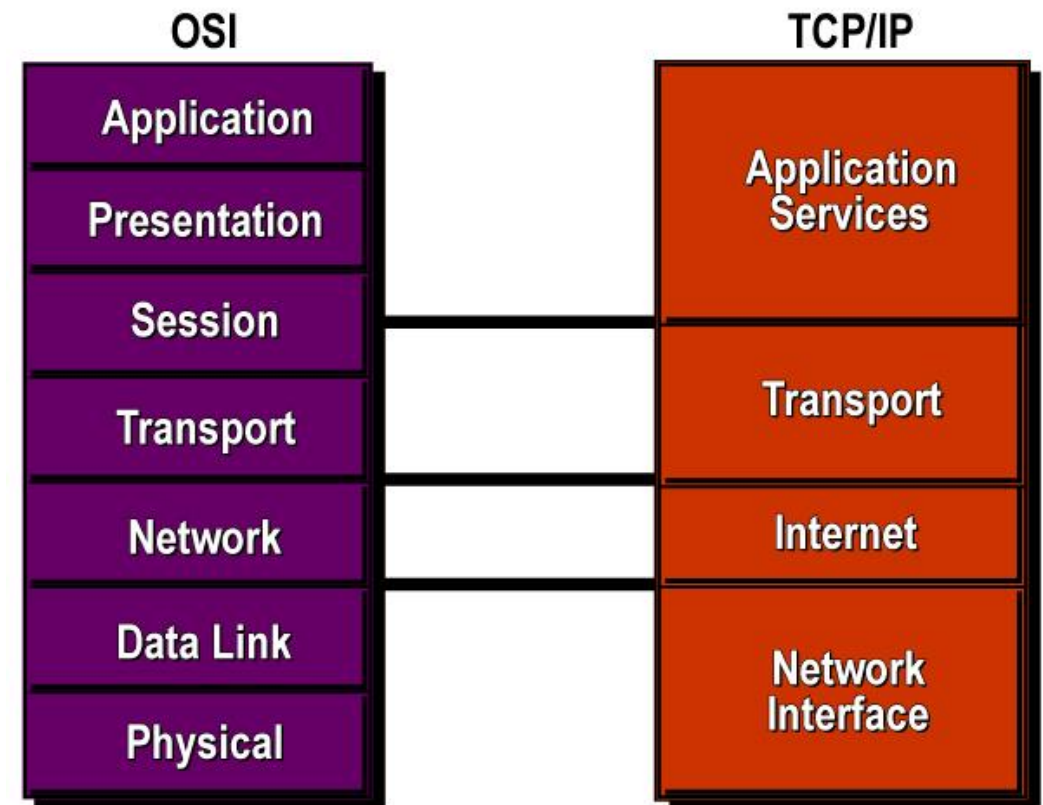 OSI
Application
Presentation
Session
Transport
Network
Data Link
Physical
TCP/IP
Application
Services
Transport
Internet
Network
Interface